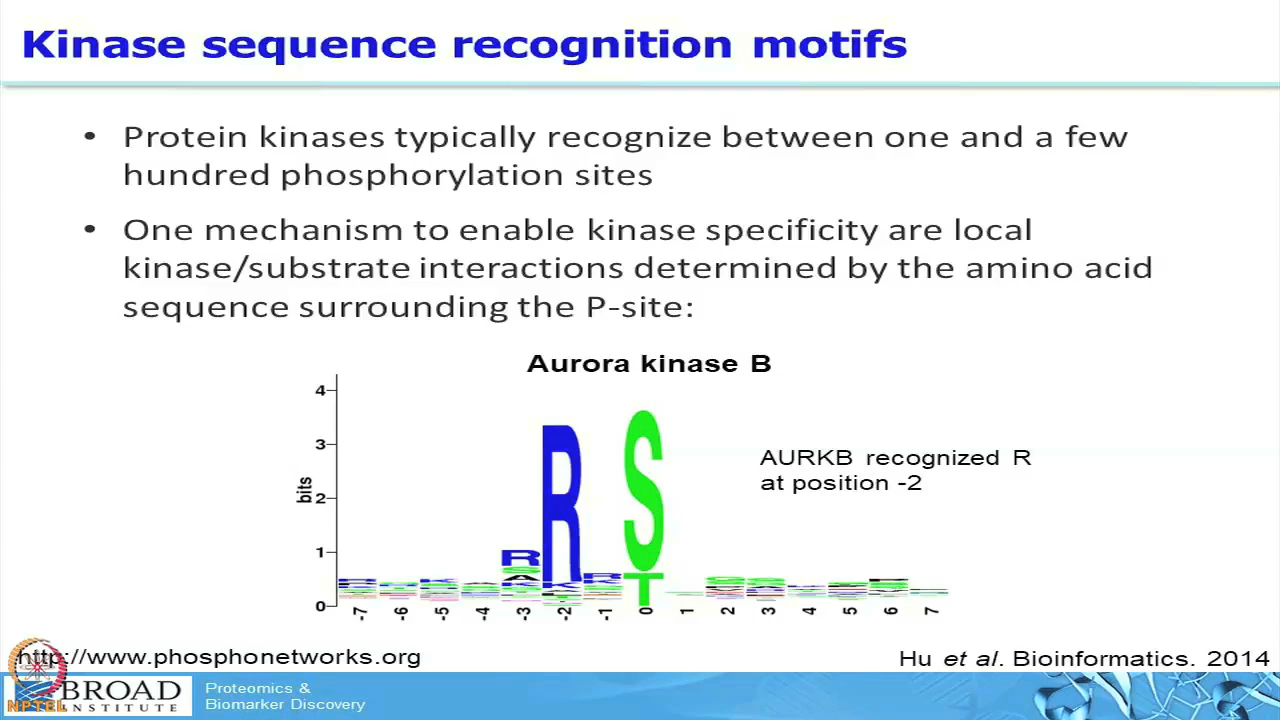 Kinase sequence recognition motifs
• Protein kinases typically recognize between one and a few
hundred phosphorylation sites
• One mechanism to enable kinase specificity are local
kinase/substrate interactions determined by the amino acid
sequence surrounding the P-site:
Aurora kinase B
4
3
2
1
0
bits
R
S
R
S
A
T
AURKB recognized R
at position -2
-7 -6 -5 -4 -3 -2 -1 0 1 2 3 4 5 6 7
http://www.phosphonetworks.org
Hu et al. Bioinformatics. 2014
BROAD
INSTITUTE
Proteomics &
Biomarker Discovery
NPTEL